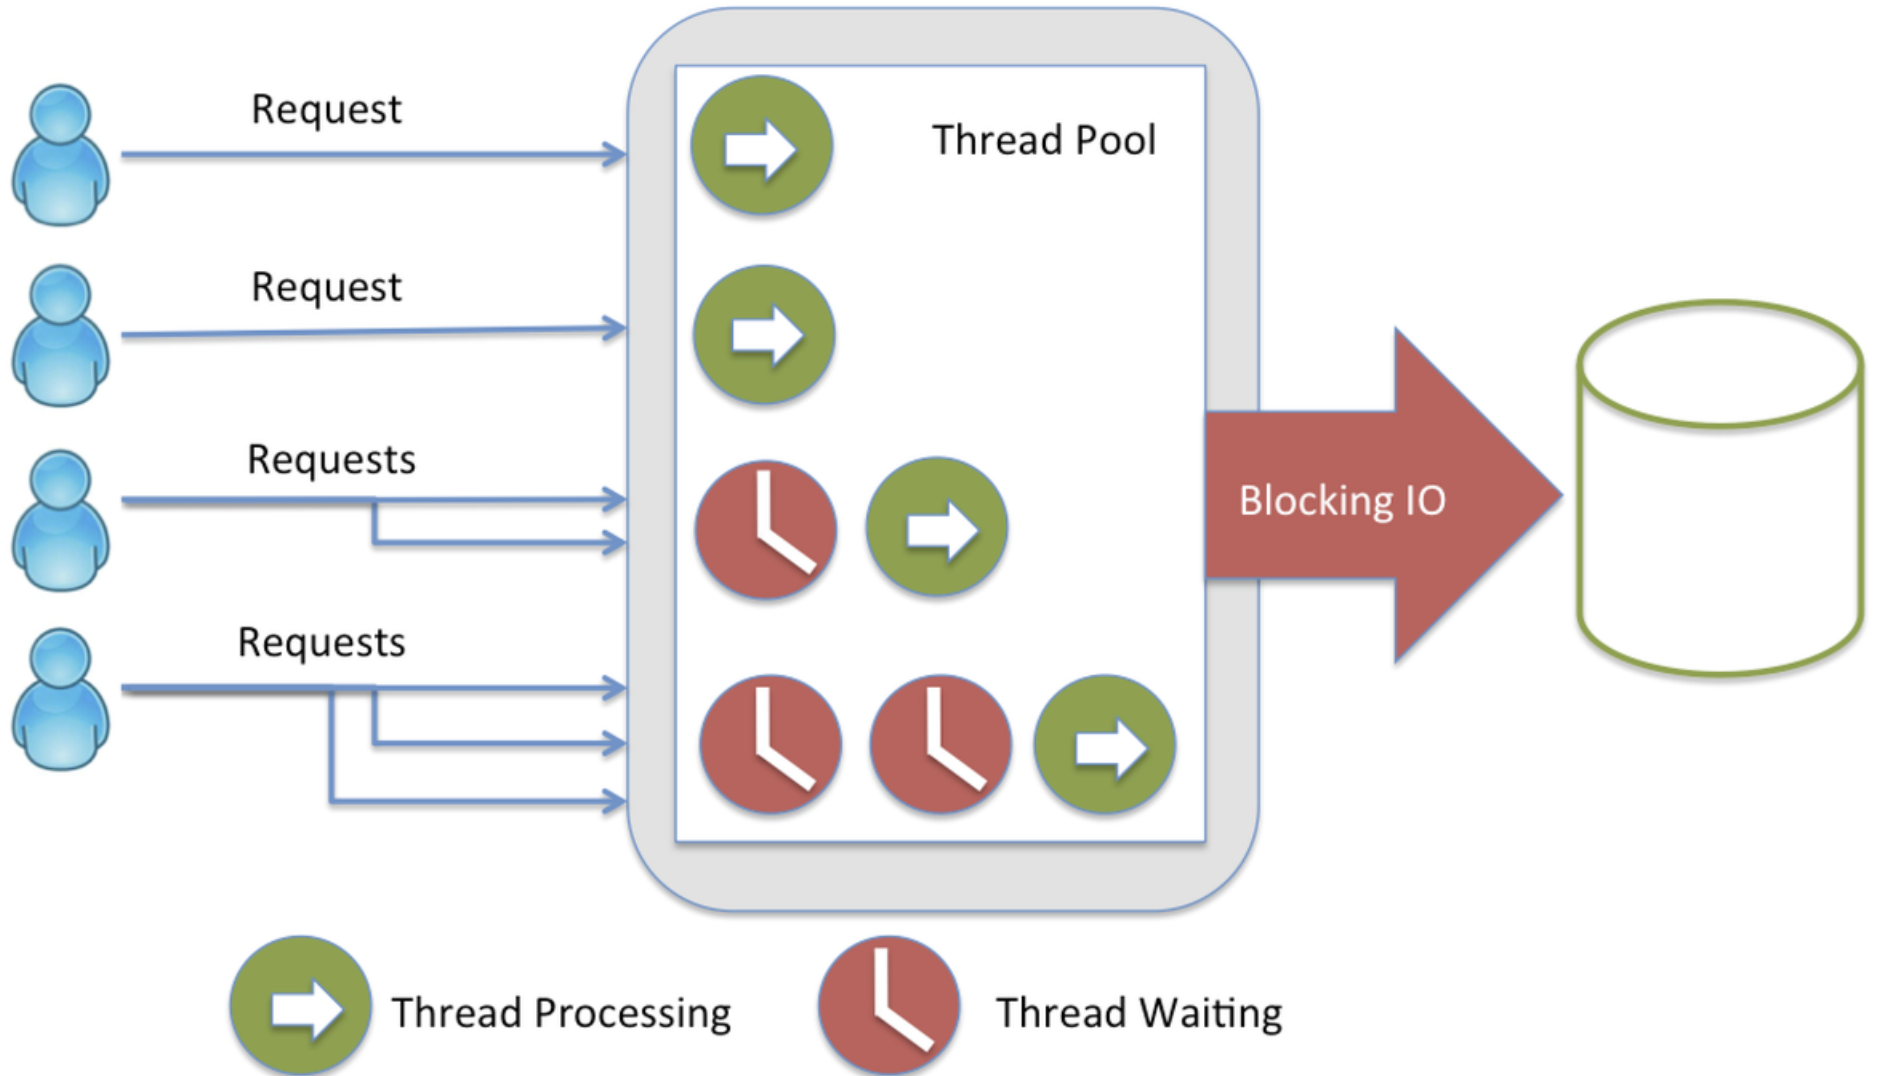 Request
Thread Pool
Request
Requests
Blocking IO
Requests
Thread Processing
Thread Waiting